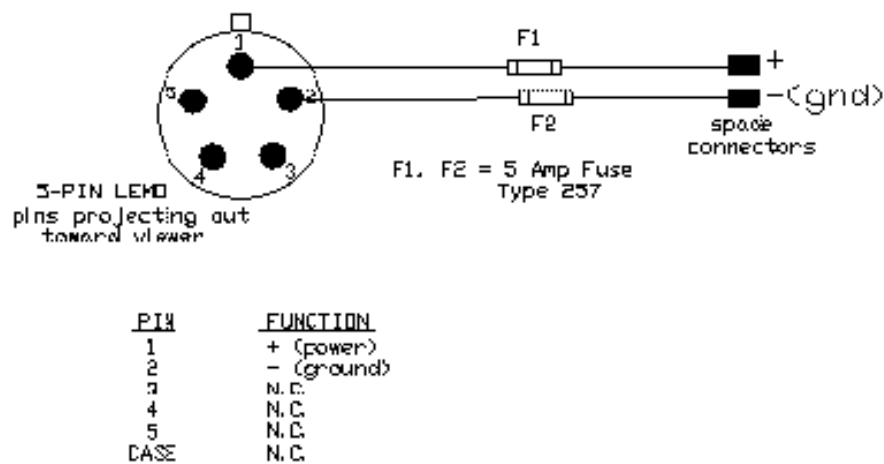 1
F1
+
5
2
-(gnd)
F2
spade
connectors
4
3
F1, F2 = 5 Amp Fuse
Type 257
5-PIN LEMO
pins projecting out
toward viewer
PIN FUNCTION
1 + (power)
2 - (ground)
3 N.C.
4 N.C.
5 N.C.
CASE N.C.